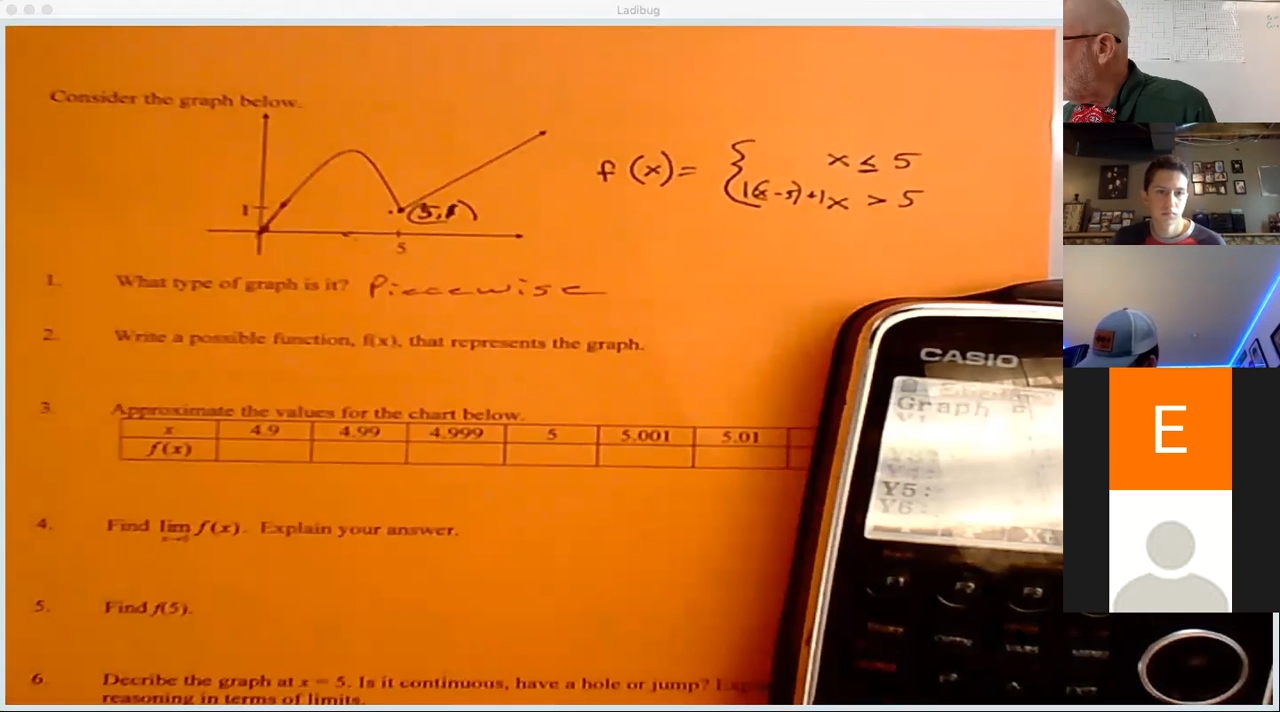 Ladibug
Consider the graph below.
1
(5,1)
5
f(x)= { x ≤ 5
1(x-5)+1 x > 5
1. What type of graph is it? Piecewise
2. Write a possible function, f(x), that represents the graph.
3. Approximate the values for the chart below.
x 4.9 4.99 4.999 5 5.001 5.01
f(x)
4. Find lim f(x). Explain your answer.
5. Find f(5).
6. Decribe the graph at x = 5. Is it continuous, have a hole or jump?
reasoning in terms of limits.
CASIO
Graph
Y5:
Y6:
F1 F2 F3
E